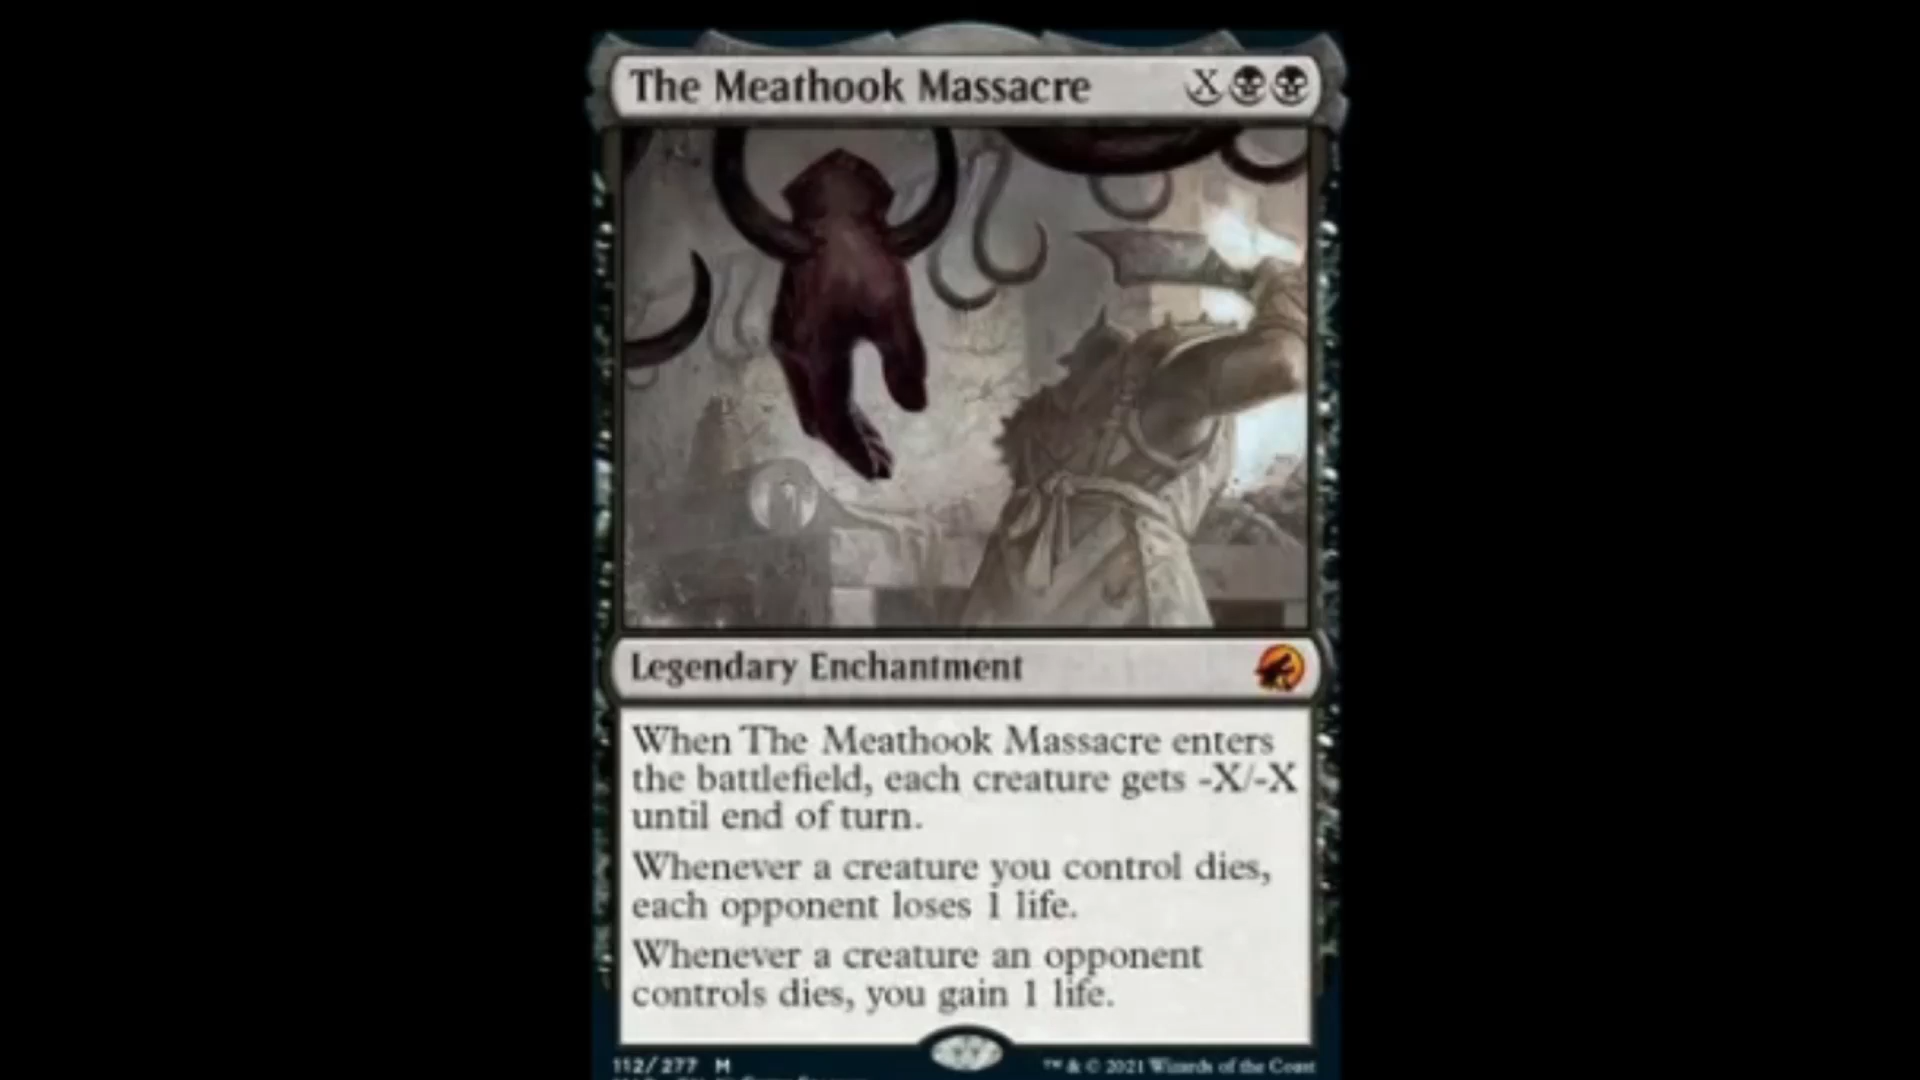 The Meathook Massacre X
Legendary Enchantment
When The Meathook Massacre enters
the battlefield, each creature gets -X/-X
until end of turn.
Whenever a creature you control dies,
each opponent loses 1 life.
Whenever a creature an opponent
controls dies, you gain 1 life.
112/277 M
™ & © 2021 Wizards of the Coast